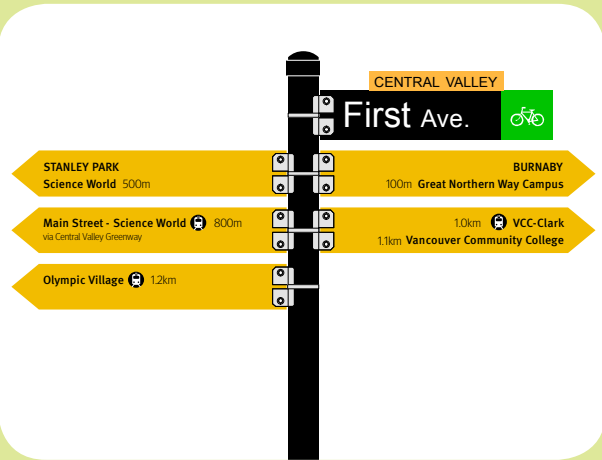 CENTRAL VALLEY
First Ave.
STANLEY PARK
Science World 500m
BURNABY
100m Great Northern Way Campus
Main Street - Science World 800m
via Central Valley Greenway
1.0km VCC-Clark
1.1km Vancouver Community College
Olympic Village 1.2km